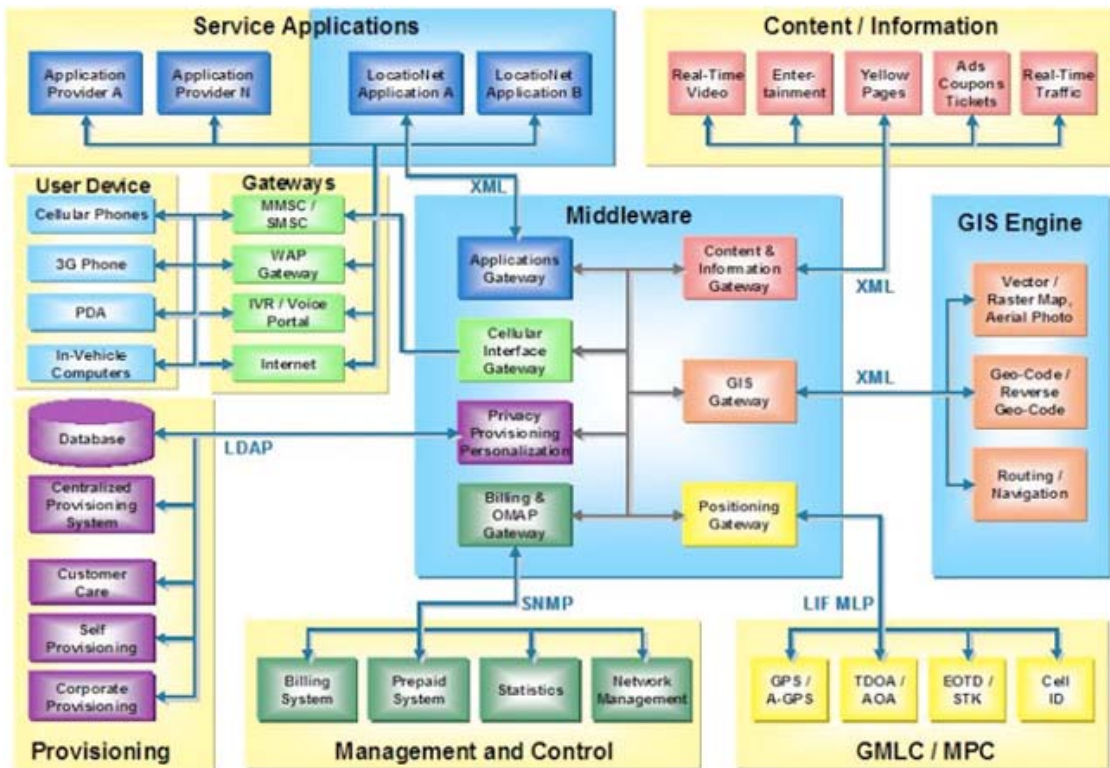 Service Applications
Application
Provider A
Application
Provider N
LocatioNet
Application A
LocatioNet
Application B
Content / Information
Real-Time
Video
Enter-
tainment
Yellow
Pages
Ads
Coupons
Tickets
Real-Time
Traffic
User Device
Cellular Phones
3G Phone
PDA
In-Vehicle
Computers
Gateways
MMSC /
SMSC
WAP
Gateway
IVR / Voice
Portal
Internet
XML
Middleware
Applications
Gateway
Cellular
Interface
Gateway
Privacy
Provisioning
Personalization
Billing &
OMAP
Gateway
Content &
Information
Gateway
GIS
Gateway
Positioning
Gateway
XML
XML
GIS Engine
Vector /
Raster Map,
Aerial Photo
Geo-Code /
Reverse
Geo-Code
Routing /
Navigation
Database
LDAP
Centralized
Provisioning
System
Customer
Care
Self
Provisioning
Corporate
Provisioning
Provisioning
SNMP
Billing
System
Prepaid
System
Statistics
Network
Management
Management and Control
LIF MLP
GPS /
A-GPS
TDOA /
AOA
EOTD /
STK
Cell
ID
GMLC / MPC